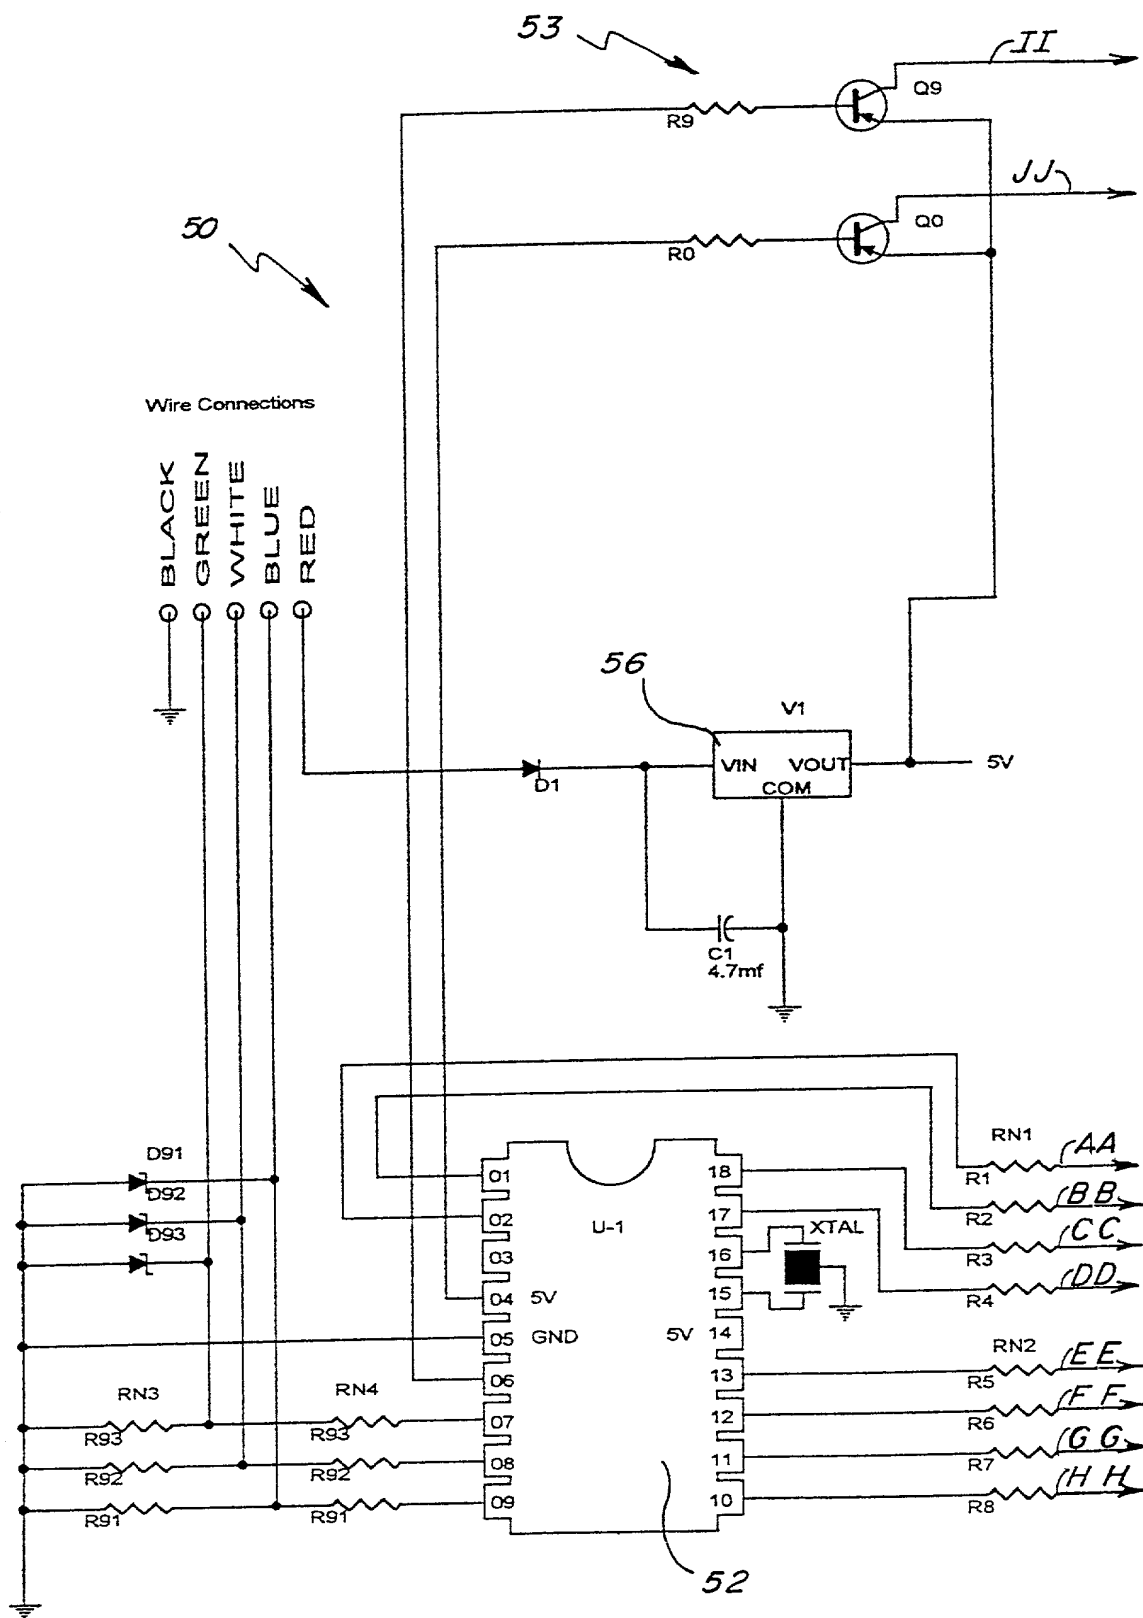 53
II
Q9
R9
JJ
50
Q0
R0
Wire Connections
BLACK
GREEN
WHITE
BLUE
RED
56
V1
VIN
VOUT
5V
COM
D1
C1
4.7mf
D91
RN1
AA
01
18
R1
D92
BB
02
U-1
17
XTAL
R2
D93
CC
03
16
R3
DD
04
5V
15
R4
05
GND
5V
14
RN2
EE
06
13
R5
RN3
RN4
FF
07
12
R6
R93
R93
GG
08
11
R7
R92
R92
HH
09
10
R8
R91
R91
52